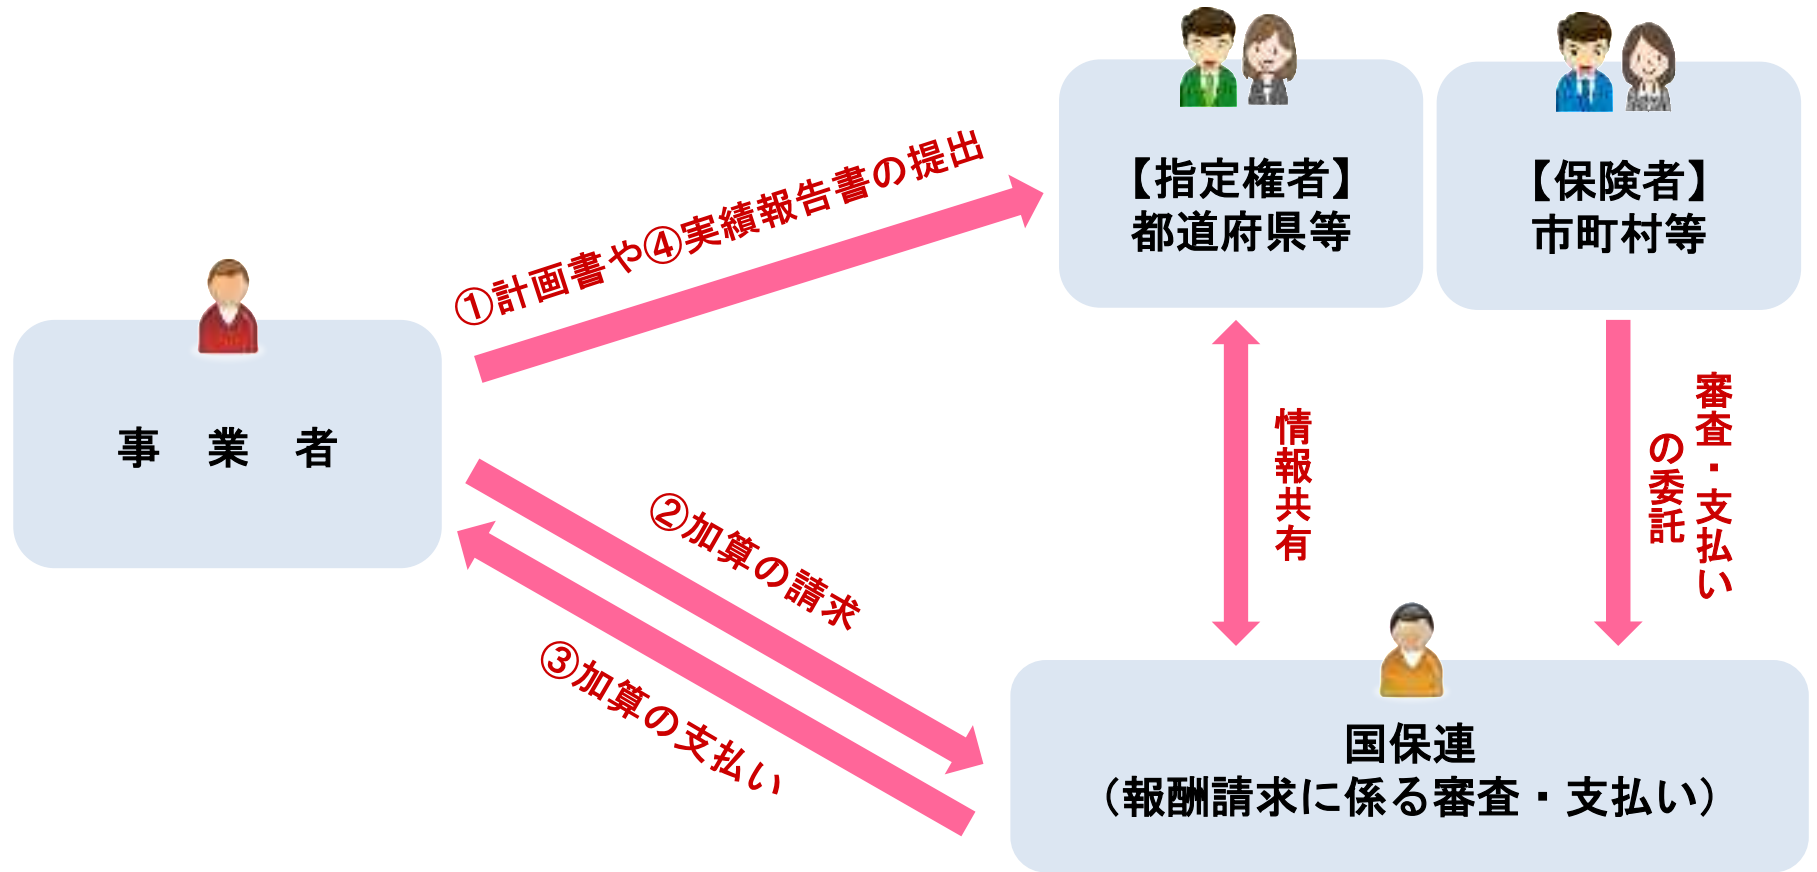 【指定権者】
都道府県等
【保険者】
市町村等
①計画書や④実績報告書の提出
事　業　者
②加算の請求
③加算の支払い
情報共有
審査・支払い
の委託
国保連
（報酬請求に係る審査・支払い）